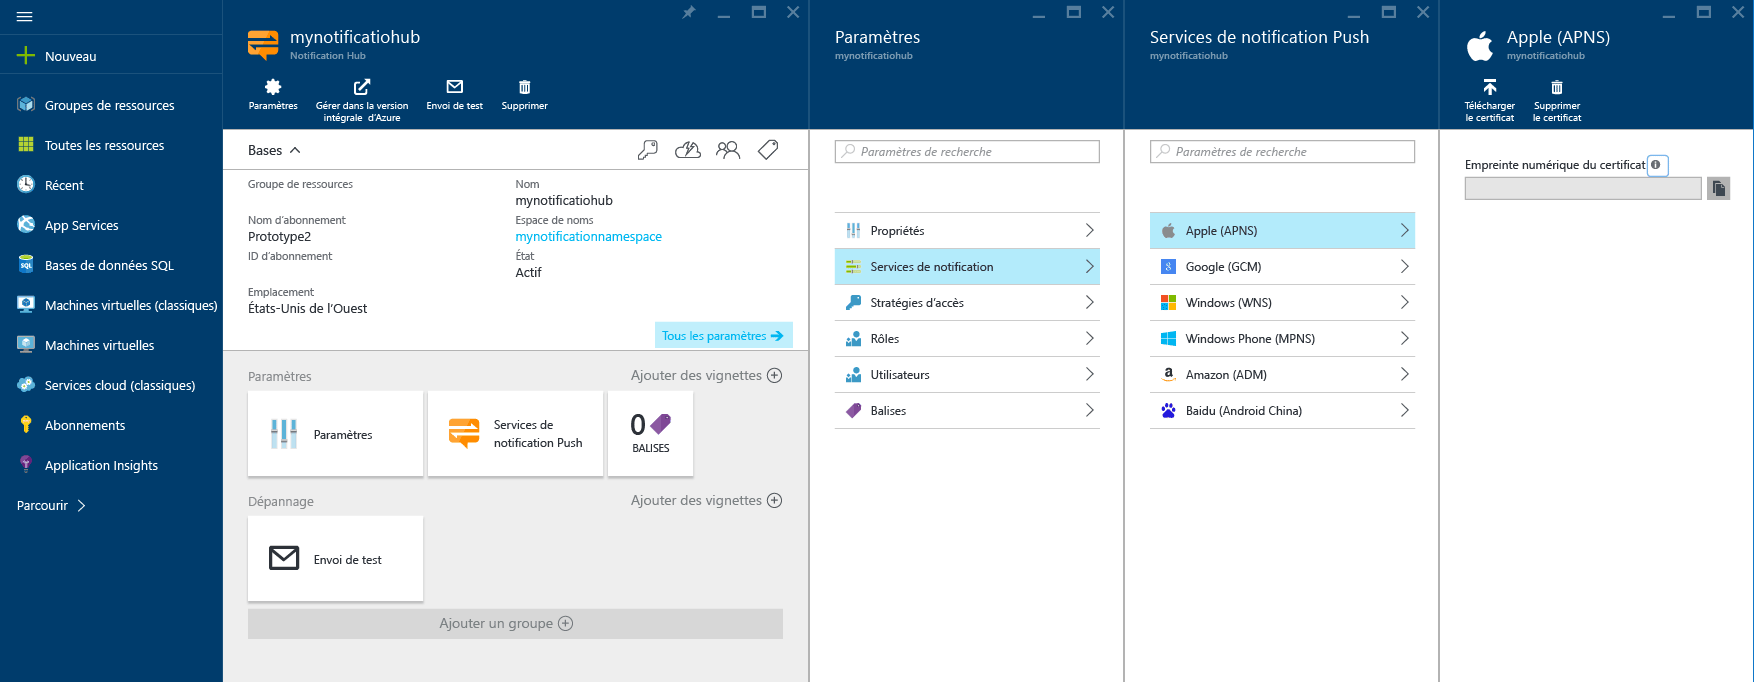 Nouveau
Groupes de ressources
Toutes les ressources
Récent
App Services
Bases de données SQL
Machines virtuelles (classiques)
Machines virtuelles
Services cloud (classiques)
Abonnements
Application Insights
Parcourir
mynotificatiohub
Notification Hub
Paramètres
Gérer dans la version
intégrale d'Azure
Envoi de test
Supprimer
Bases
Groupe de ressources
Nom d'abonnement
Prototype2
ID d'abonnement
Emplacement
États-Unis de l'Ouest
Nom
mynotificatiohub
Espace de noms
mynotificationnamespace
État
Actif
Tous les paramètres
Paramètres
Ajouter des vignettes
Paramètres
Services de
notification Push
0
BALISES
Dépannage
Ajouter des vignettes
Envoi de test
Ajouter un groupe
Paramètres
mynotificatiohub
Paramètres de recherche
Propriétés
Services de notification
Stratégies d'accès
Rôles
Utilisateurs
Balises
Services de notification Push
mynotificatiohub
Paramètres de recherche
Apple (APNS)
Google (GCM)
Windows (WNS)
Windows Phone (MPNS)
Amazon (ADM)
Baidu (Android China)
Apple (APNS)
mynotificatiohub
Télécharger
le certificat
Supprimer
le certificat
Empreinte numérique du certificat